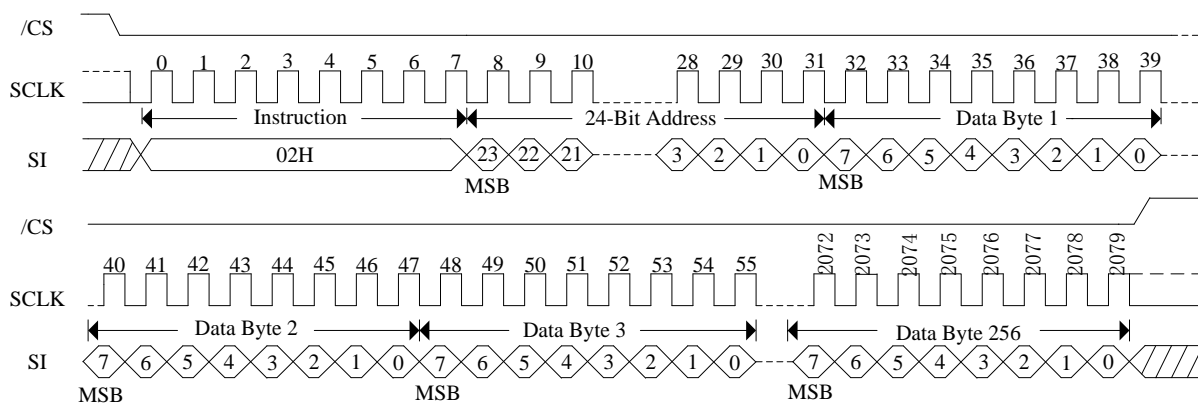 /CS
0 1 2 3 4 5 6 7 8 9 10 28 29 30 31 32 33 34 35 36 37 38 39
SCLK
Instruction 24-Bit Address Data Byte 1
SI 02H 23 22 21 3 2 1 0 7 6 5 4 3 2 1 0
MSB MSB
/CS
40 41 42 43 44 45 46 47 48 49 50 51 52 53 54 55 2072 2073 2074 2075 2076 2077 2078 2079
SCLK
Data Byte 2 Data Byte 3 Data Byte 256
SI 7 6 5 4 3 2 1 0 7 6 5 4 3 2 1 0 7 6 5 4 3 2 1 0
MSB MSB MSB